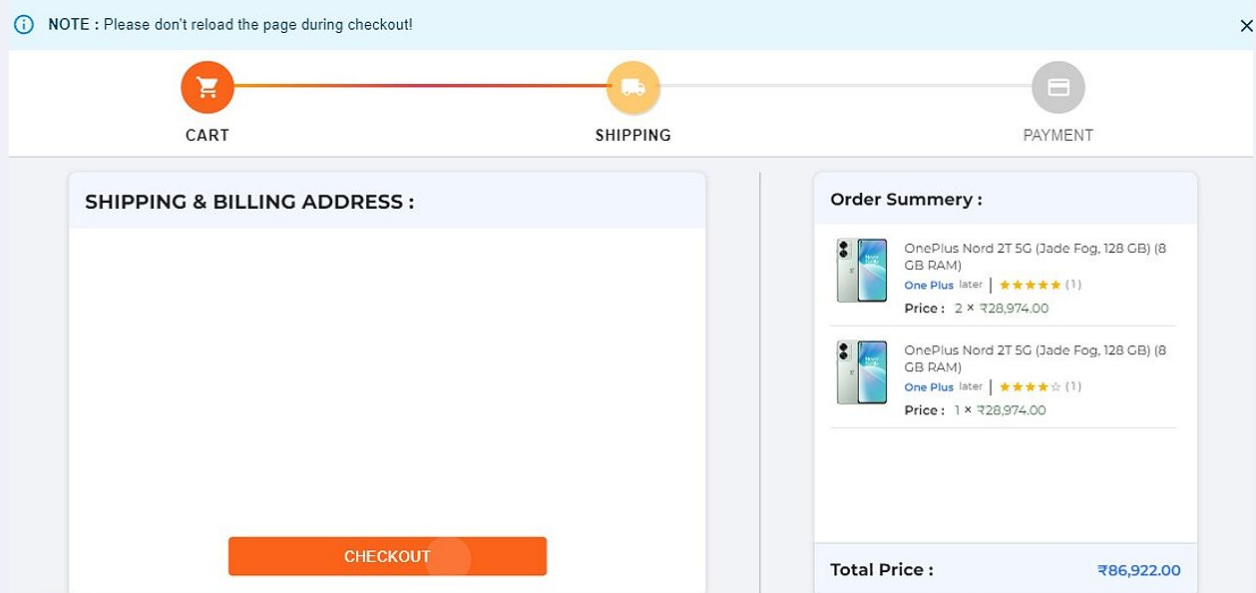 NOTE : Please don't reload the page during checkout!
CART
SHIPPING
PAYMENT
SHIPPING & BILLING ADDRESS :
CHECKOUT
Order Summery :
OnePlus Nord 2T 5G (Jade Fog, 128 GB) (8
GB RAM)
One Plus later | ★★★★★ (1)
Price : 2 × ₹28,974.00
OnePlus Nord 2T 5G (Jade Fog, 128 GB) (8
GB RAM)
One Plus later | ★★★★☆ (1)
Price : 1 × ₹28,974.00
Total Price : ₹86,922.00